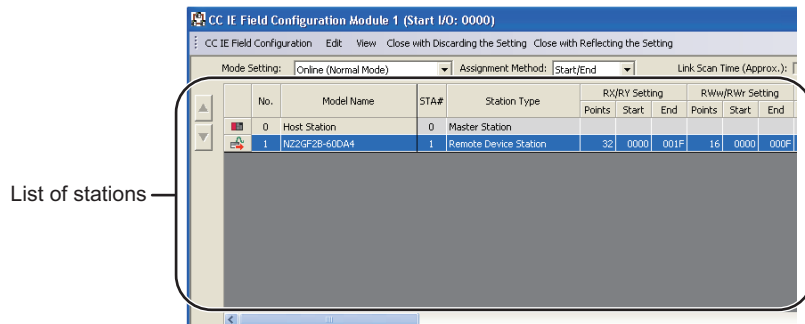 CC IE Field Configuration Module 1 (Start I/O: 0000)
CC IE Field Configuration Edit View Close with Discarding the Setting Close with Reflecting the Setting
Mode Setting: Online (Normal Mode) Assignment Method: Start/End Link Scan Time (Approx.):
No. Model Name STA# Station Type RX/RY Setting RWw/RWr Setting
Points Start End Points Start End
0 Host Station 0 Master Station
1 NZ2GF2B-60DA4 1 Remote Device Station 32 0000 001F 16 0000 000F
List of stations